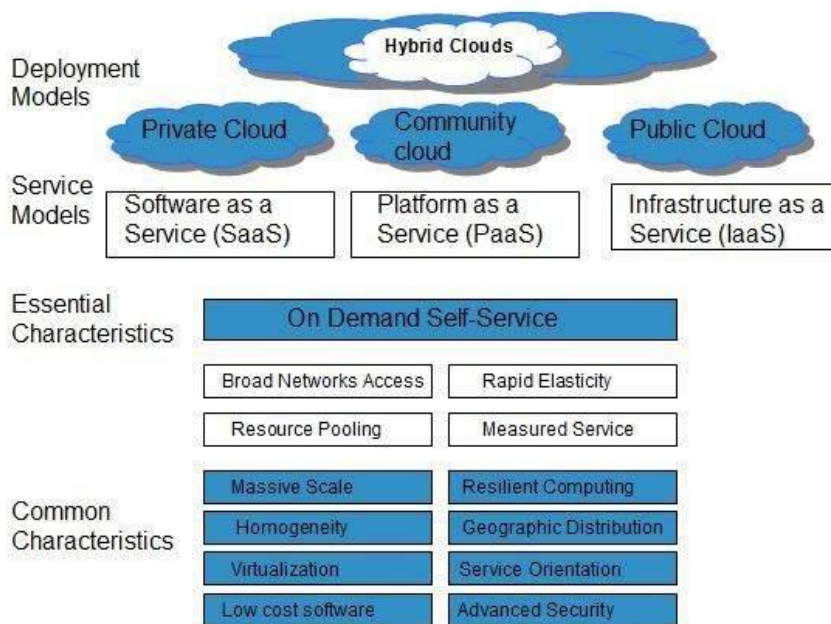 Hybrid Clouds
Deployment
Models
Private Cloud
Community
cloud
Public Cloud
Service
Models
Software as a
Service (SaaS)
Platform as a
Service (PaaS)
Infrastructure as a
Service (IaaS)
Essential
Characteristics
On Demand Self-Service
Broad Networks Access
Rapid Elasticity
Resource Pooling
Measured Service
Common
Characteristics
Massive Scale
Resilient Computing
Homogeneity
Geographic Distribution
Virtualization
Service Orientation
Low cost software
Advanced Security